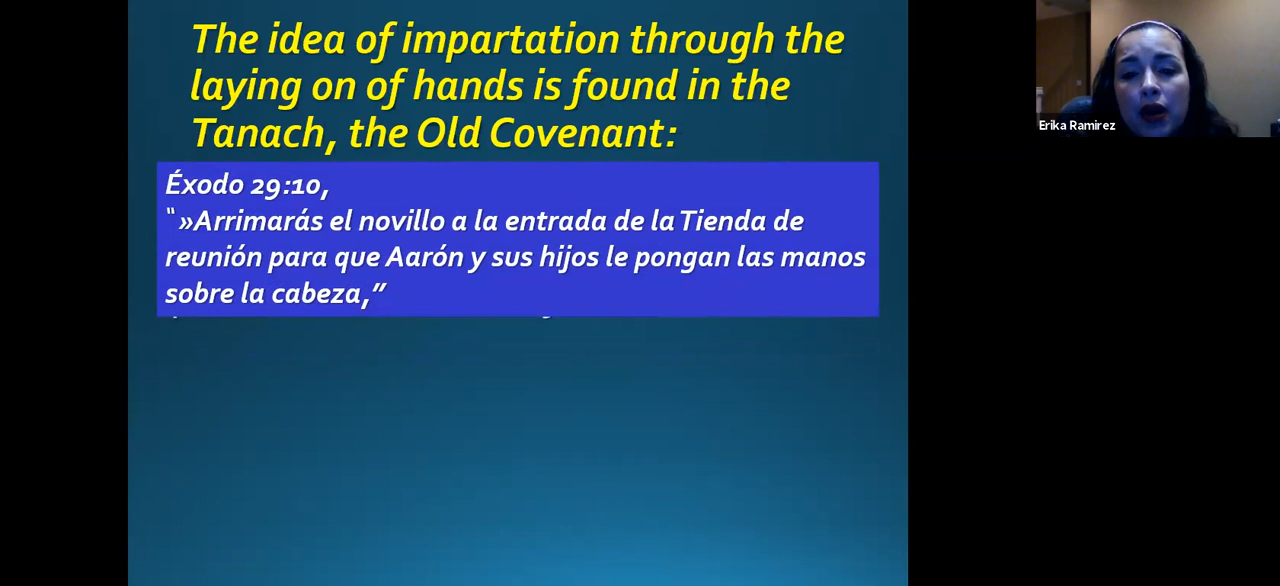 The idea of impartation through the
laying on of hands is found in the
Tanach, the Old Covenant:
Éxodo 29:10,
“ »Arrimarás el novillo a la entrada de la Tienda de
reunión para que Aarón y sus hijos le pongan las manos
sobre la cabeza,”
Erika Ramirez